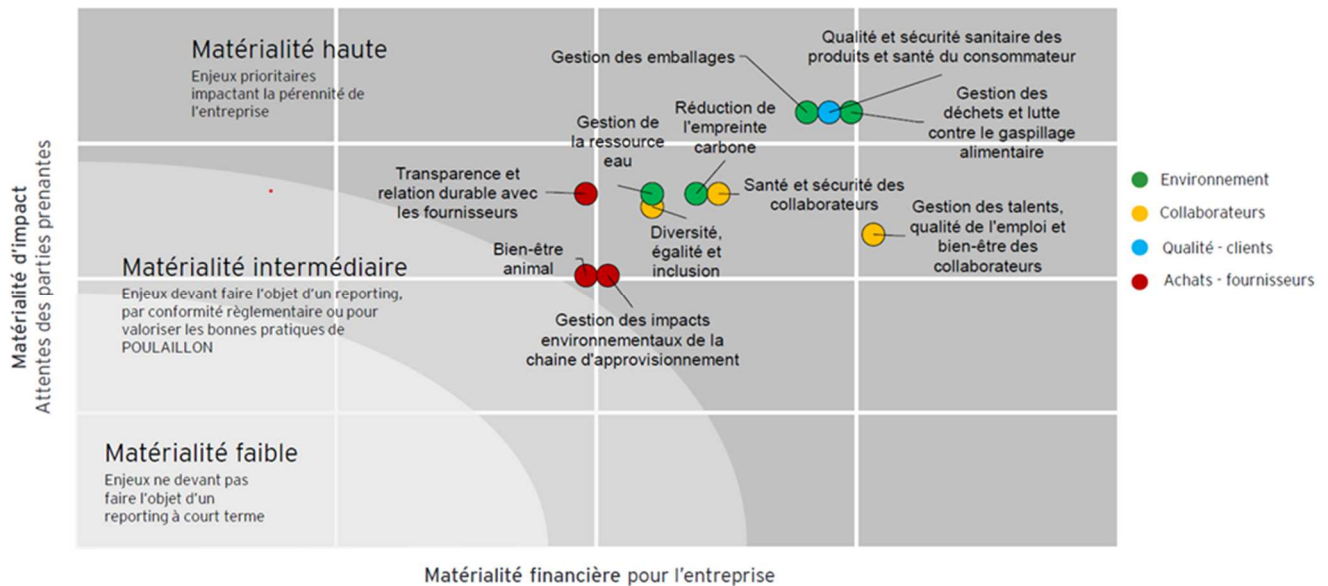 Matérialité haute
Enjeux prioritaires
impactant la pérennité de
l'entreprise
Gestion des emballages
Qualité et sécurité sanitaire des
produits et santé du consommateur
Gestion des
déchets et lutte
contre le gaspillage
alimentaire
Réduction de
l'empreinte
carbone
Gestion de
la ressource
eau
Transparence et
relation durable avec
les fournisseurs
Santé et sécurité des
collaborateurs
Gestion des talents,
qualité de l'emploi et
bien-être des
collaborateurs
Diversité,
égalité et
inclusion
Bien-être
animal
Gestion des impacts
environnementaux de la
chaine d'approvisionnement
Matérialité intermédiaire
Enjeux devant faire l'objet d'un reporting,
par conformité règlementaire ou pour
valoriser les bonnes pratiques de
POULAILLON
Matérialité faible
Enjeux ne devant pas
faire l'objet d'un
reporting à court terme
Matérialité d'impact
Attentes des parties prenantes
Matérialité financière pour l'entreprise
Environnement
Collaborateurs
Qualité - clients
Achats - fournisseurs